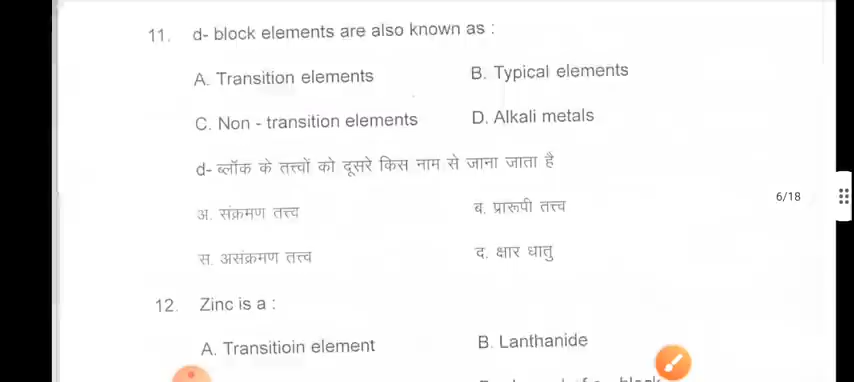 11. d- block elements are also known as :
A. Transition elements B. Typical elements
C. Non - transition elements D. Alkali metals
d- ब्लॉक के तत्त्वों को दूसरे किस नाम से जाना जाता है
अ. संक्रमण तत्त्व ब. प्रारूपी तत्त्व
स. असंक्रमण तत्त्व द. क्षार धातु
6/18
12. Zinc is a :
A. Transitioin element B. Lanthanide